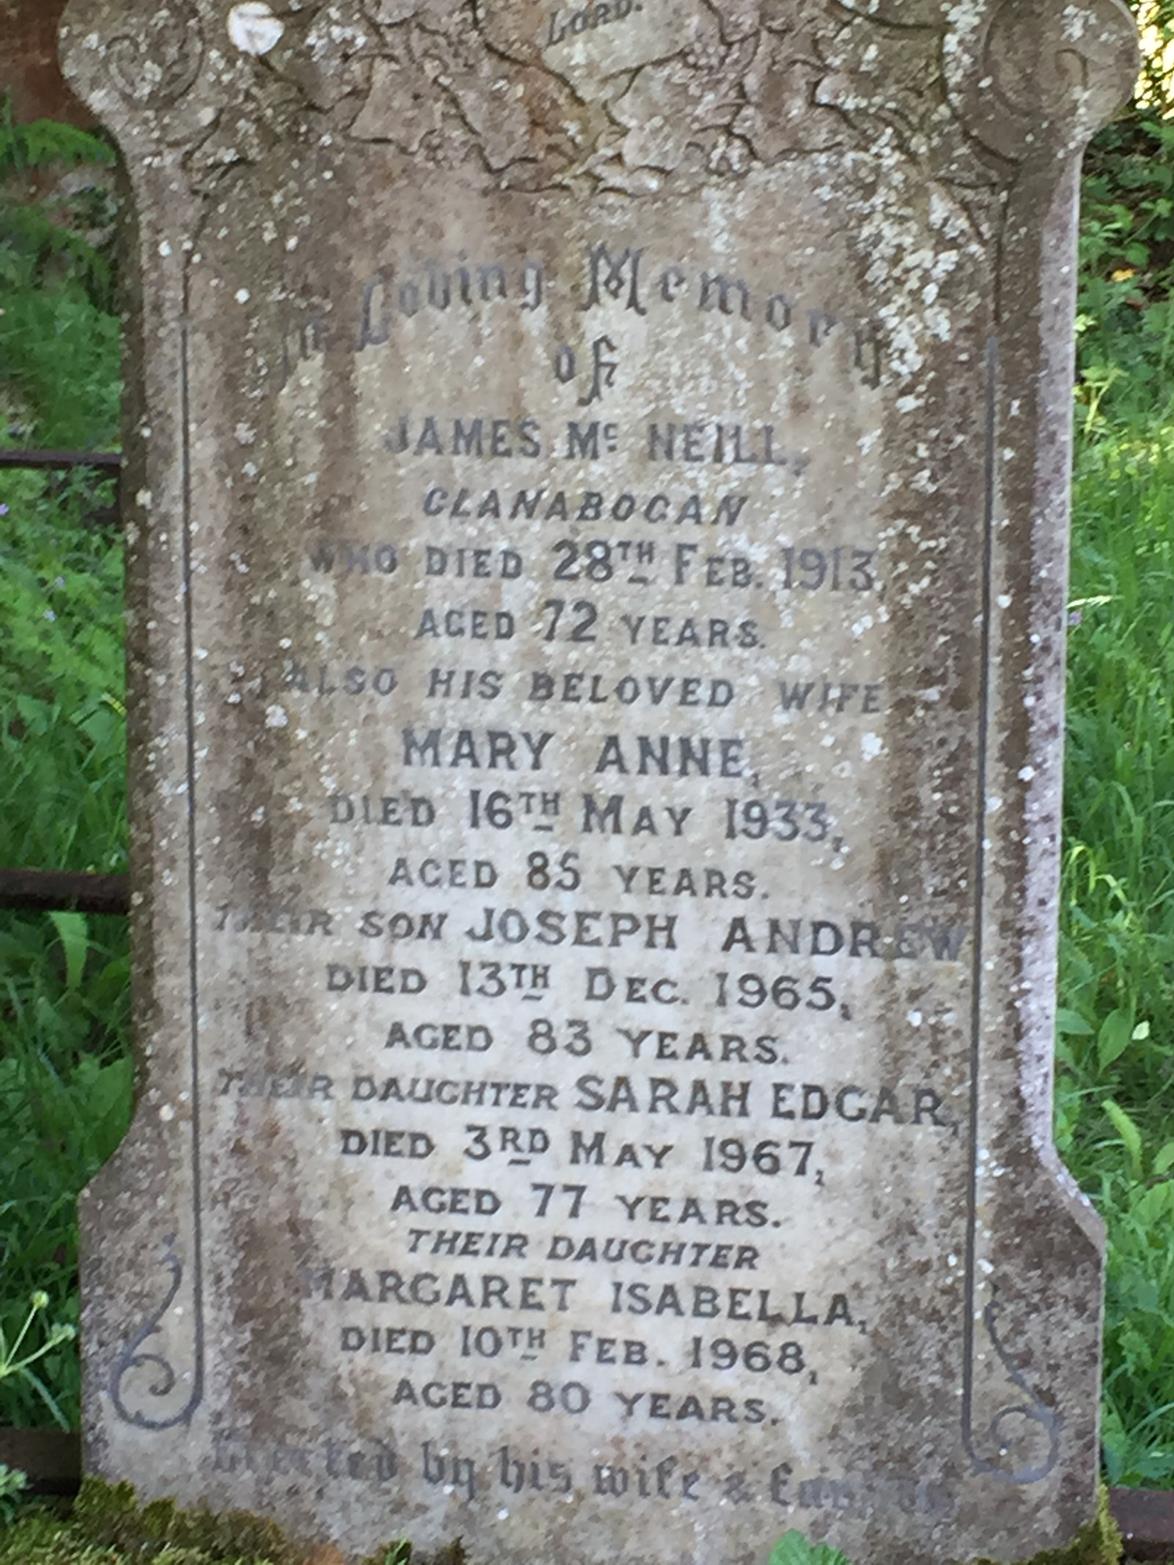 LORD.
In Loving Memory
of
JAMES Mc NEILL,
CLANABOGAN
WHO DIED 28TH FEB. 1913,
AGED 72 YEARS.
ALSO HIS BELOVED WIFE
MARY ANNE,
DIED 16TH MAY 1933,
AGED 85 YEARS.
THEIR SON JOSEPH ANDREW
DIED 13TH DEC. 1965,
AGED 83 YEARS.
THEIR DAUGHTER SARAH EDGAR,
DIED 3RD MAY 1967,
AGED 77 YEARS.
THEIR DAUGHTER
MARGARET ISABELLA,
DIED 10TH FEB. 1968,
AGED 80 YEARS.
Erected by his wife &